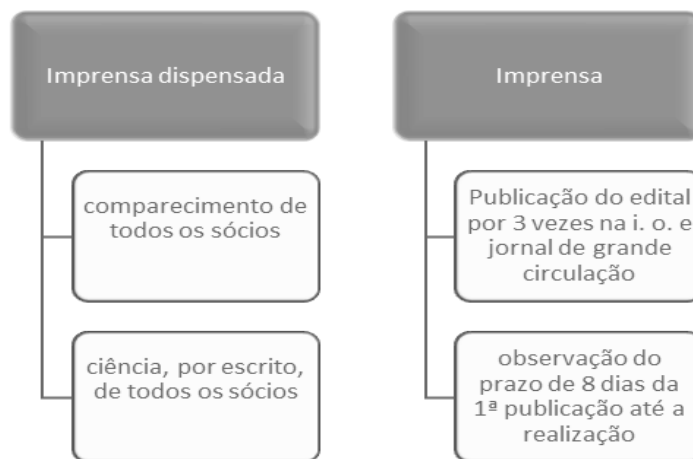 Imprensa dispensada
comparecimento de
todos os sócios
ciência, por escrito,
de todos os sócios
Imprensa
Publicação do edital
por 3 vezes na i. o. e
jornal de grande
circulação
observação do
prazo de 8 dias da
1ª publicação até a
realização